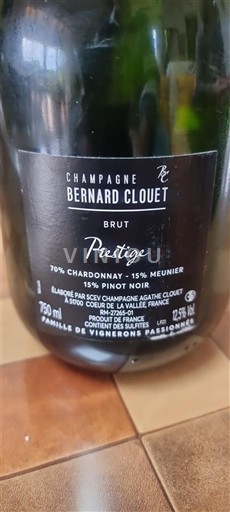 CHAMPAGNE
BERNARD CLOUET
BRUT
Prestige
70% CHARDONNAY - 15% MEUNIER
15% PINOT NOIR
ÉLABORÉ PAR SCEV CHAMPAGNE AGATHE CLOUET
À 51700 COEUR DE LA VALLÉE, FRANCE
RM-27265-01
750 ml PRODUIT DE FRANCE 12,5% Vol.
CONTIENT DES SULFITES
FAMILLE DE VIGNERONS PASSIONNÉS